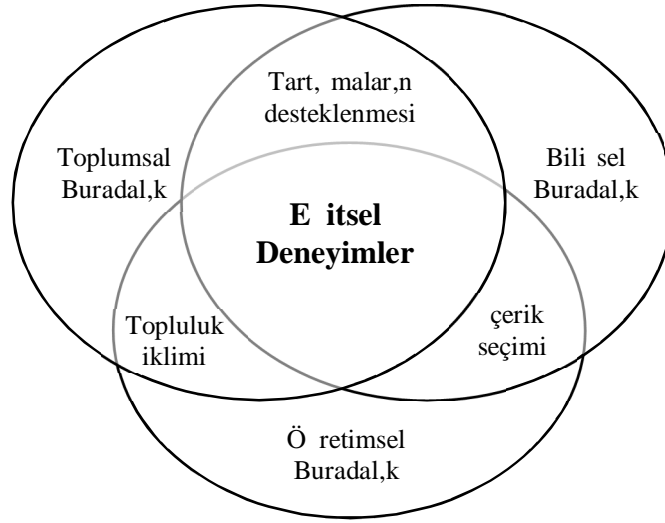 Tart, malar,n
desteklenmesi
Toplumsal
Buradal,k
Bili sel
Buradal,k
E itsel
Deneyimler
Topluluk
iklimi
çerik
seçimi
Ö retimsel
Buradal,k